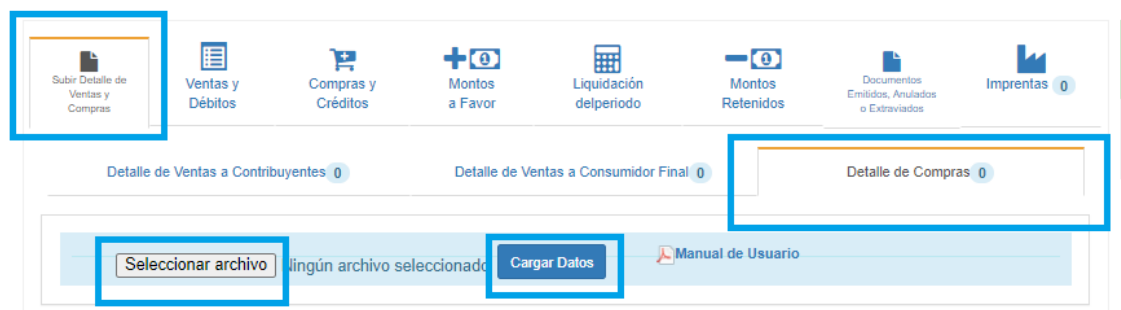 Subir Detalle de
Ventas y
Compras
Ventas y
Débitos
Compras y
Créditos
Montos
a Favor
Liquidación
delperiodo
Montos
Retenidos
Documentos
Emitidos, Anulados
o Extraviados
Imprentas 0
Detalle de Ventas a Contribuyentes 0
Detalle de Ventas a Consumidor Final 0
Detalle de Compras 0
Seleccionar archivo
Ningún archivo seleccionado
Cargar Datos
Manual de Usuario